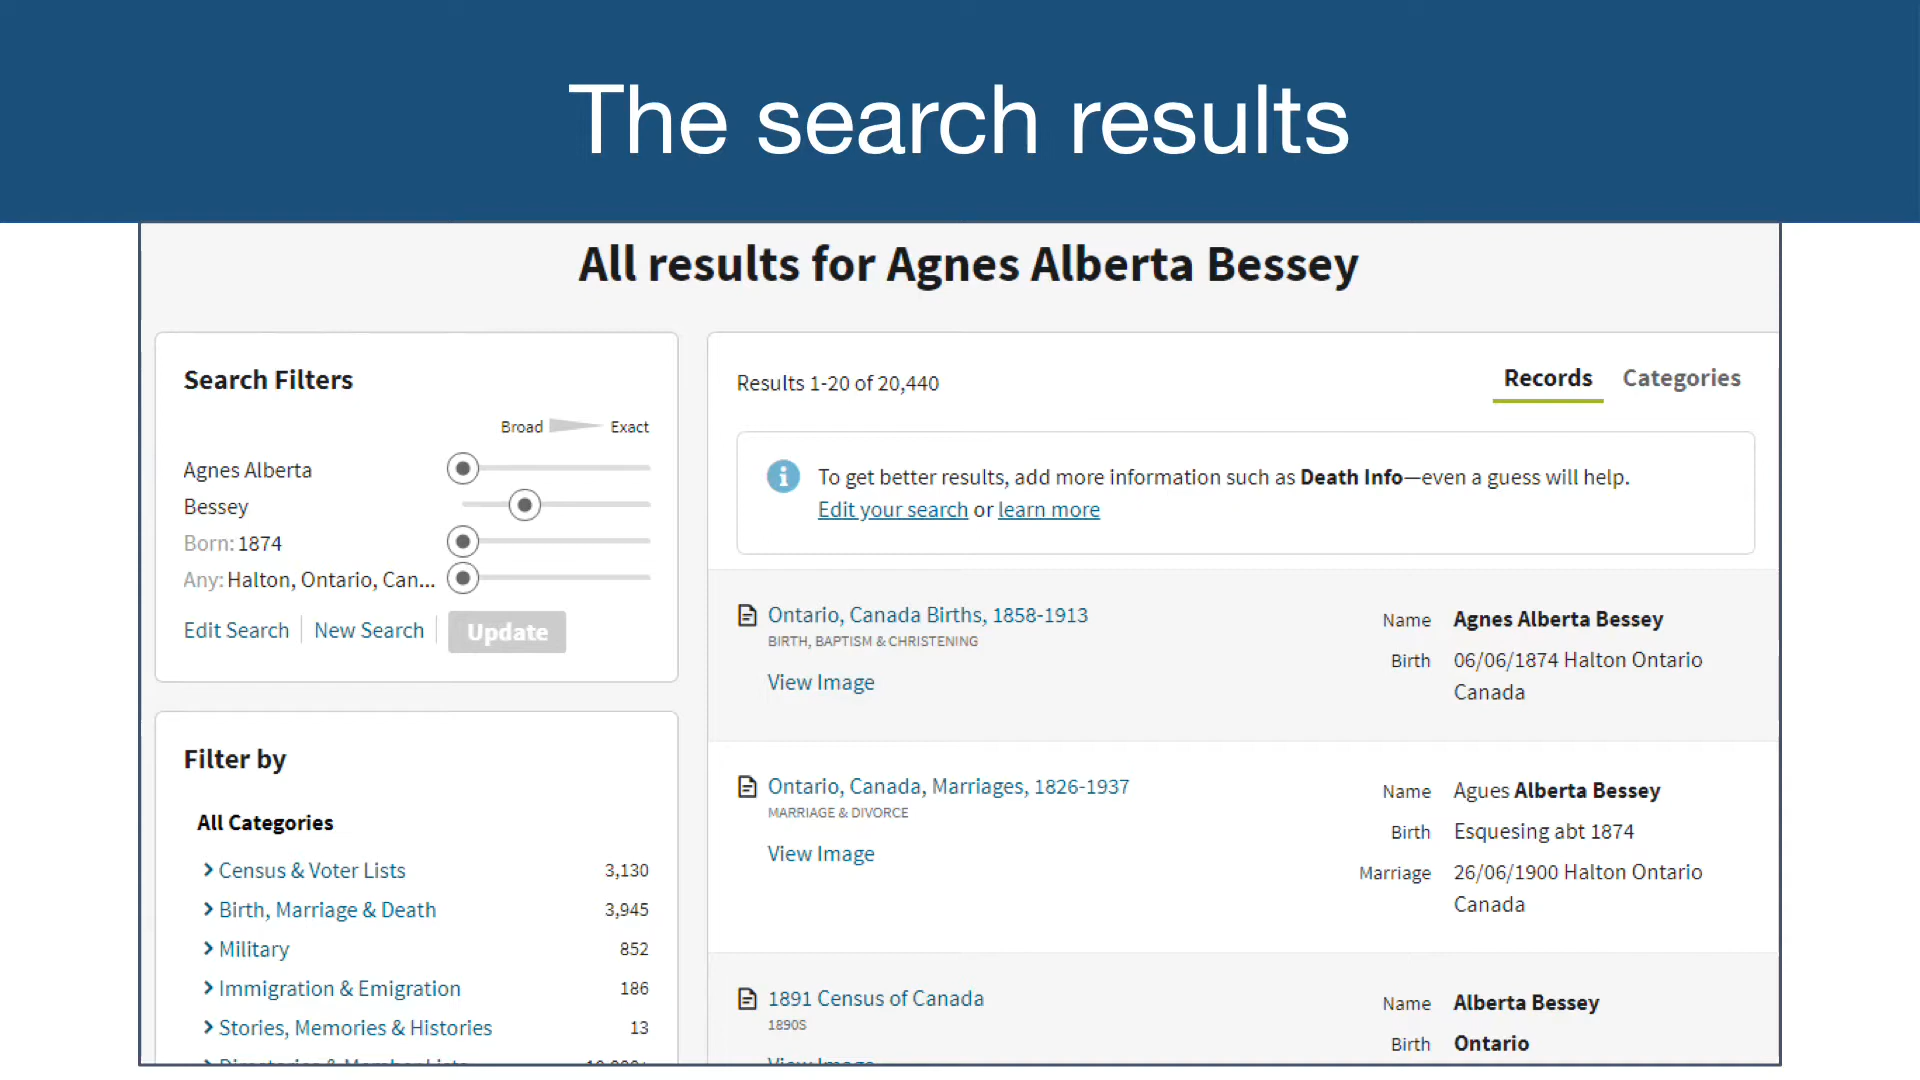 The search results
All results for Agnes Alberta Bessey
Search Filters
Broad Exact
Agnes Alberta
Bessey
Born: 1874
Any: Halton, Ontario, Can...
Edit Search New Search Update
Filter by
All Categories
Census & Voter Lists 3,130
Birth, Marriage & Death 3,945
Military 852
Immigration & Emigration 186
Stories, Memories & Histories 13
Results 1-20 of 20,440
Records Categories
To get better results, add more information such as Death Info—even a guess will help.
Edit your search or learn more
Ontario, Canada Births, 1858-1913
BIRTH, BAPTISM & CHRISTENING
View Image
Name Agnes Alberta Bessey
Birth 06/06/1874 Halton Ontario
Canada
Ontario, Canada, Marriages, 1826-1937
MARRIAGE & DIVORCE
View Image
Name Agues Alberta Bessey
Birth Esquesing abt 1874
Marriage 26/06/1900 Halton Ontario
Canada
1891 Census of Canada
1890S
View Image
Name Alberta Bessey
Birth Ontario